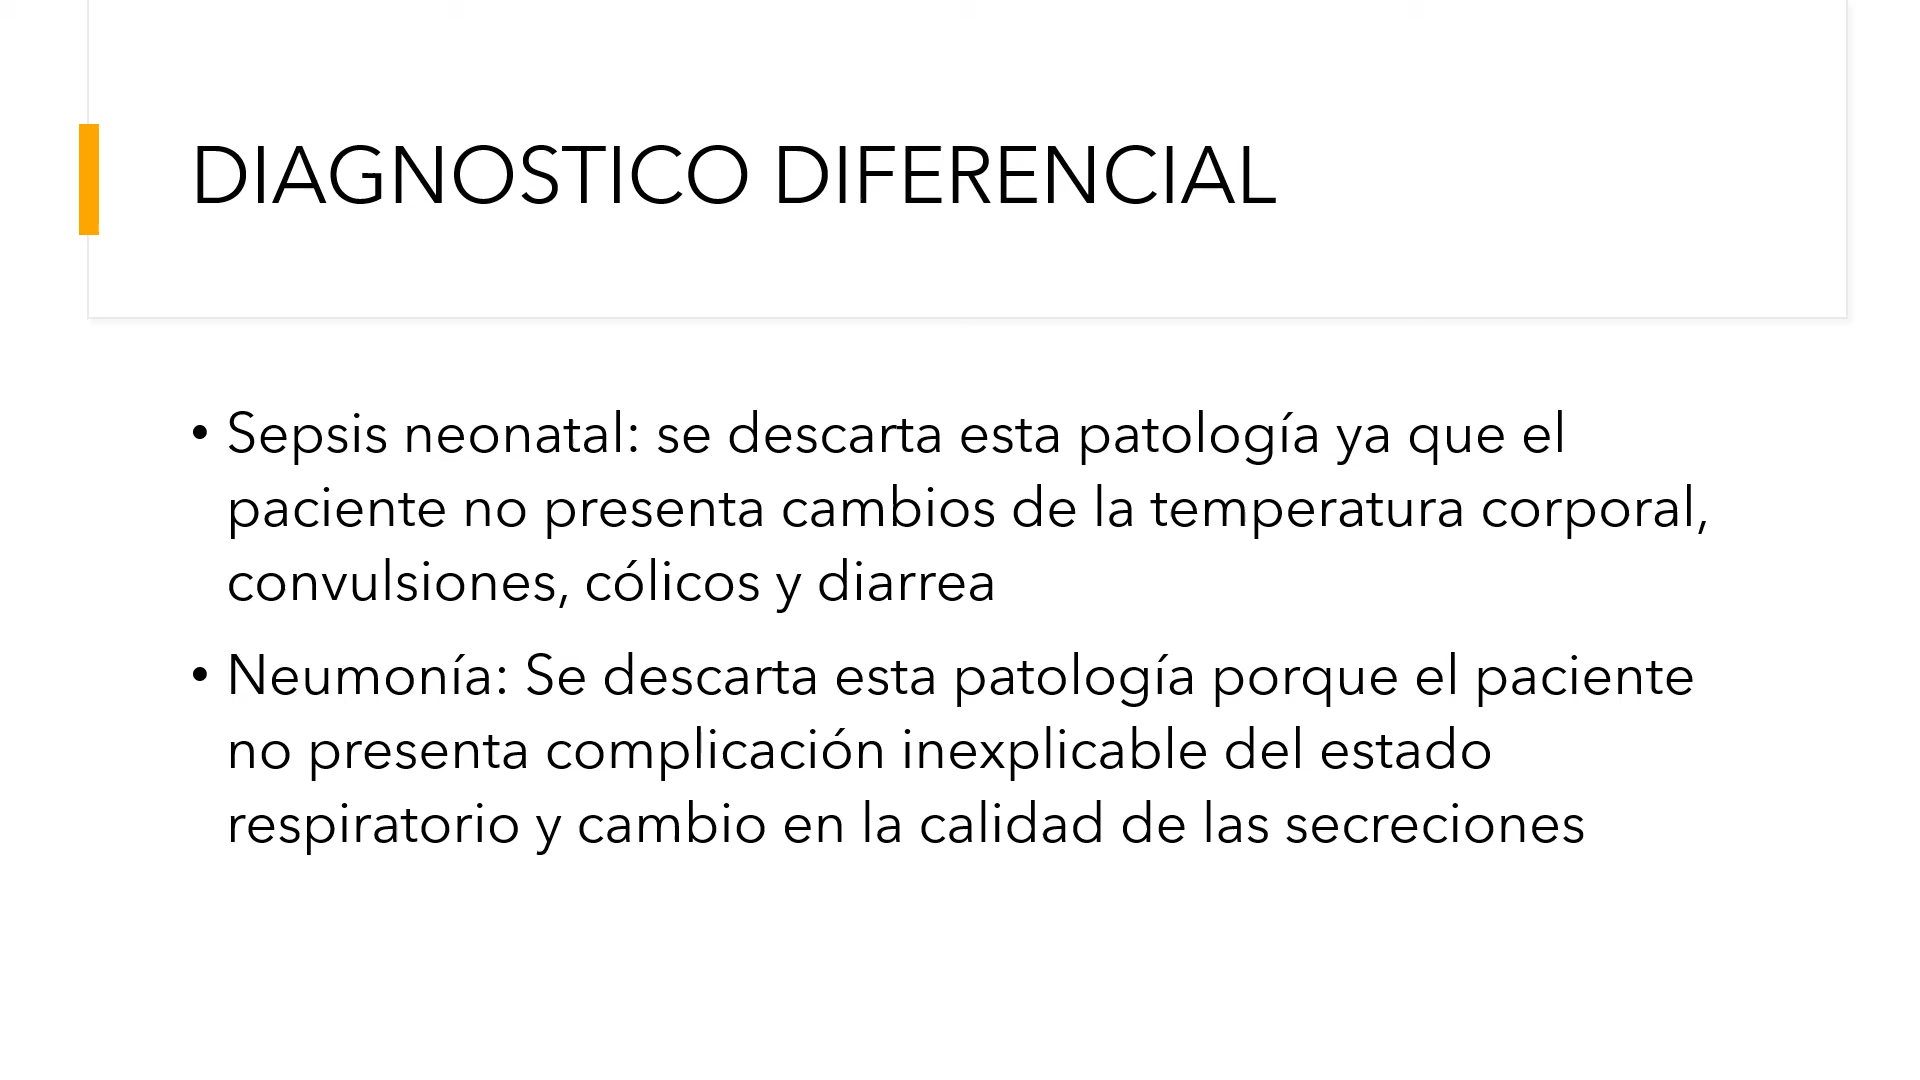 DIAGNOSTICO DIFERENCIAL
• Sepsis neonatal: se descarta esta patología ya que el
paciente no presenta cambios de la temperatura corporal,
convulsiones, cólicos y diarrea
• Neumonía: Se descarta esta patología porque el paciente
no presenta complicación inexplicable del estado
respiratorio y cambio en la calidad de las secreciones